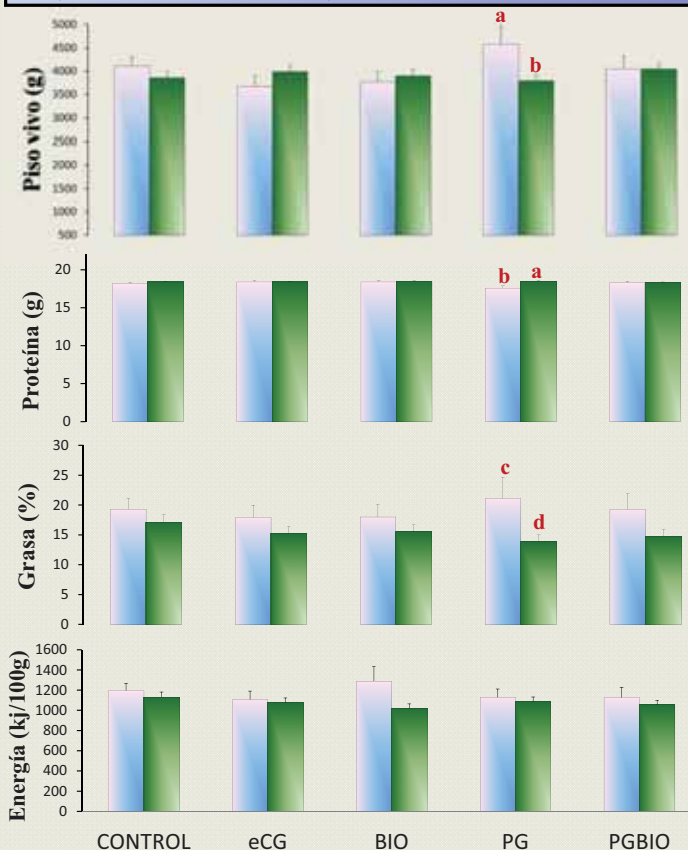 a
b
Piso vivo (g)
5000
4500
4000
3500
3000
2500
2000
1500
1000
500
b
a
Proteína (g)
20
15
10
5
0
c
d
Grasa (%)
30
25
20
15
10
5
0
Energía (kj/100g)
1600
1400
1200
1000
800
600
400
200
0
CONTROL eCG BIO PG PGBIO